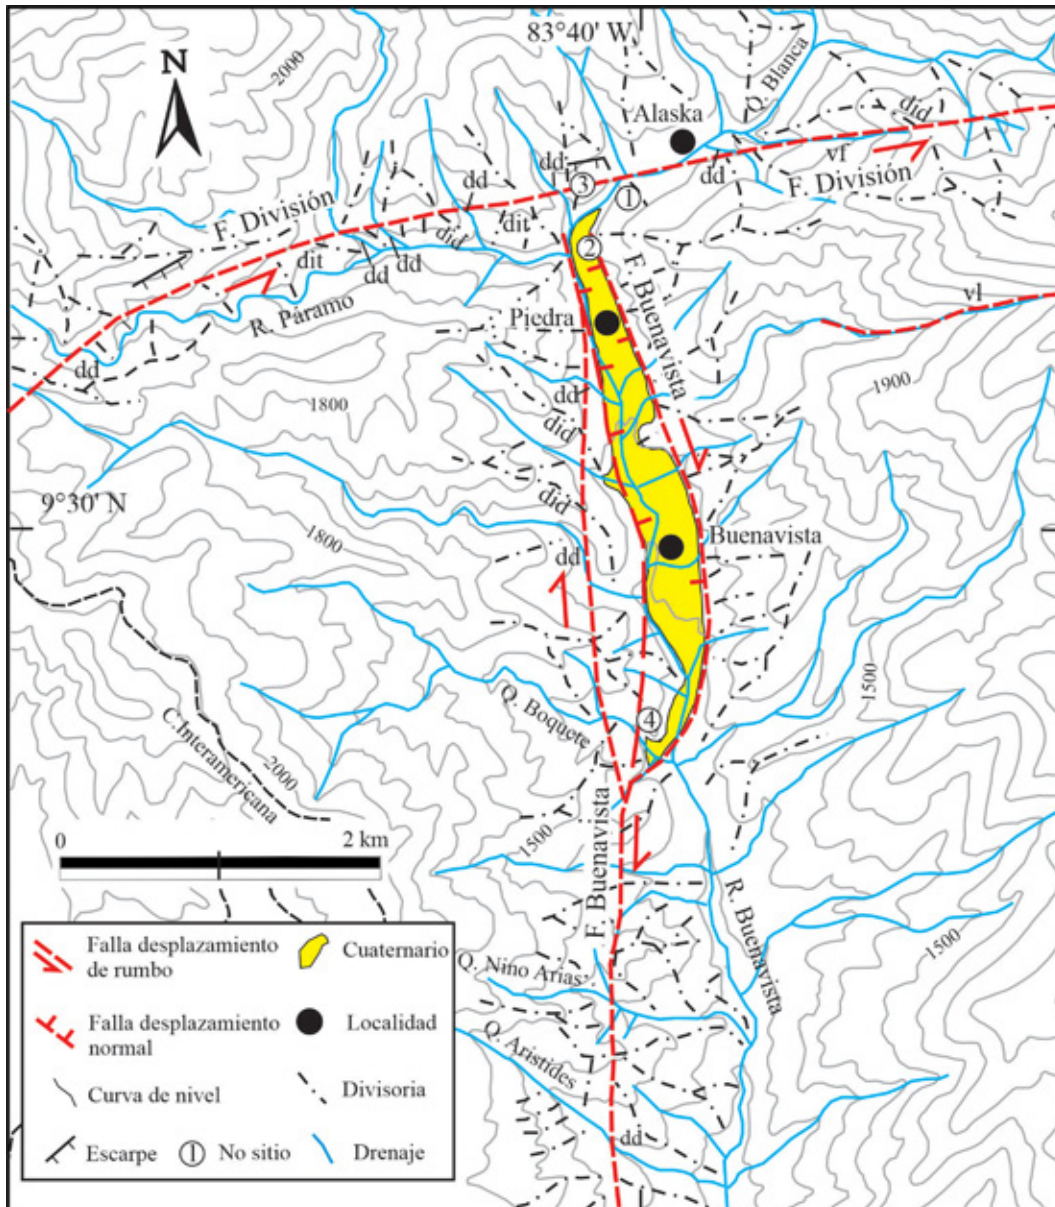 83°40' W
2000
N
Q. Blanca
Alaska
did
dd
dd
3
1
dd
vf
F. División
F. División
dit
did
dit
dd
dd
2
F. Buenavista
R. Páramo
Piedra
vl
dd
1800
dd
1900
did
9°30' N
did
Buenavista
1800
dd
1500
Q. Boquete
4
C.Interamericana
2000
F. Buenavista
0
2 km
1500
R. Buenavista
1500
Q. Nino Arias
Q. Aristides
dd
Falla desplazamiento
de rumbo
Cuaternario
Falla desplazamiento
normal
Localidad
Curva de nivel
Divisoria
Escarpe
1
No sitio
Drenaje